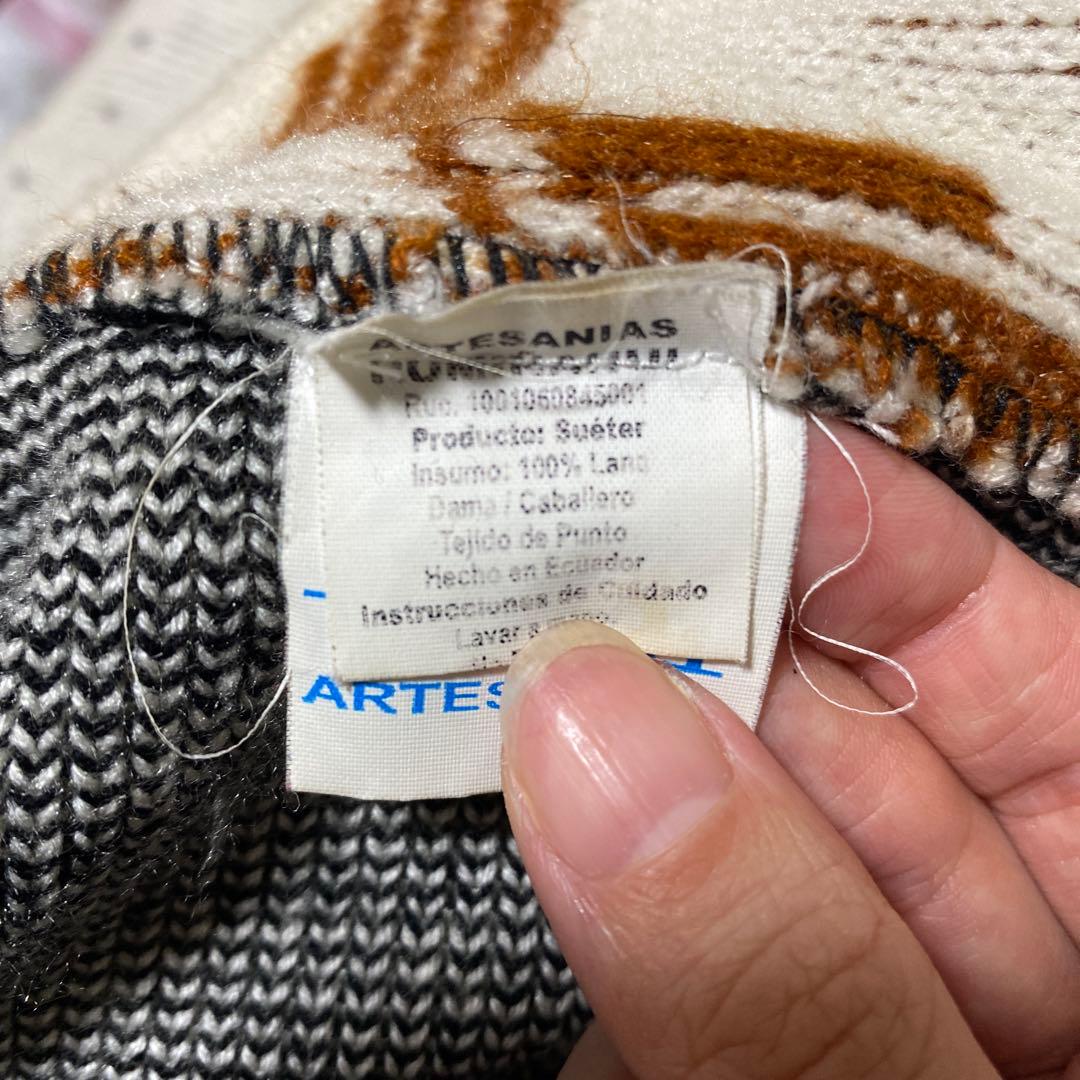 ARTESANIAS
Ruc. 1001060845001
Producto: Suéter
Insumo: 100% Lana
Dama / Caballero
Tejido de Punto
Hecho en Ecuador
Instrucciones de Cuidado
Lavar a
ARTES